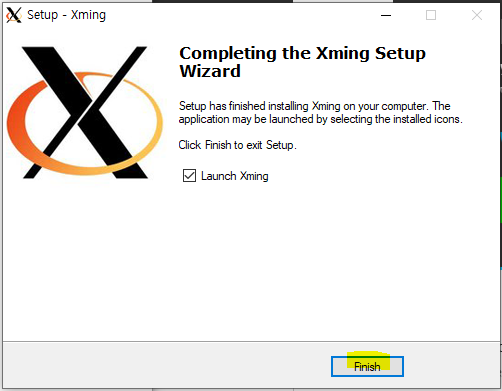 Setup - Xming
Completing the Xming Setup
Wizard
Setup has finished installing Xming on your computer. The
application may be launched by selecting the installed icons.
Click Finish to exit Setup.
Launch Xming
Finish